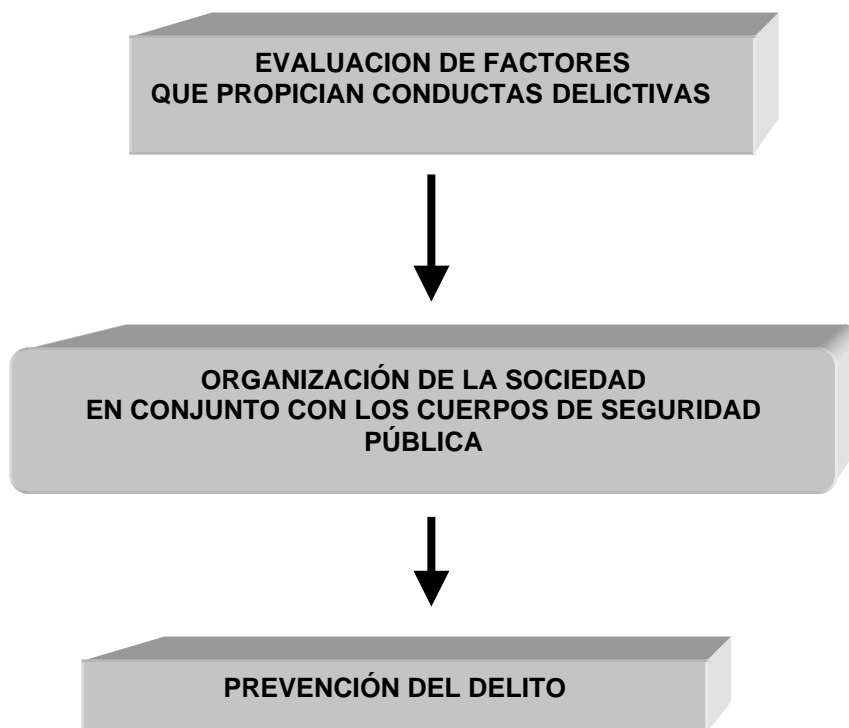 EVALUACION DE FACTORES
QUE PROPICIAN CONDUCTAS DELICTIVAS
ORGANIZACIÓN DE LA SOCIEDAD
EN CONJUNTO CON LOS CUERPOS DE SEGURIDAD
PÚBLICA
PREVENCIÓN DEL DELITO